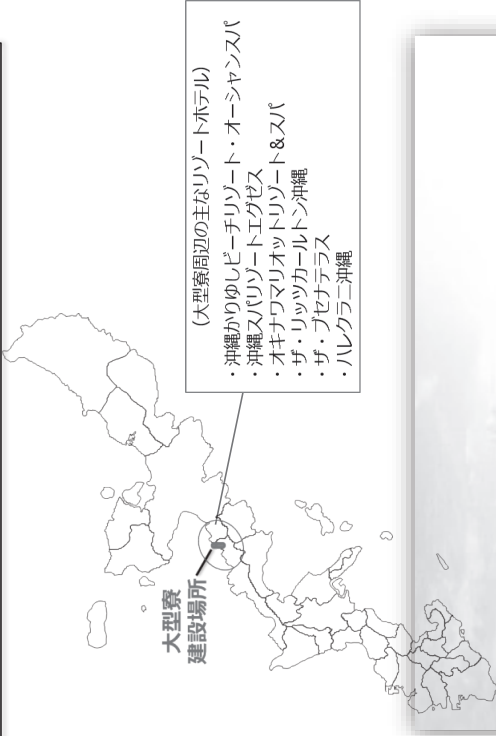 (大型寮周辺の主なリゾートホテル)
・沖縄かりゆしビーチリゾート・オーシャンスパ
・沖縄スパリゾートエグゼス
・オキナワマリオットリゾート&スパ
・ザ・リッツカールトン沖縄
・ザ・ブセナテラス
・ハレクラニ沖縄
大型寮
建設場所